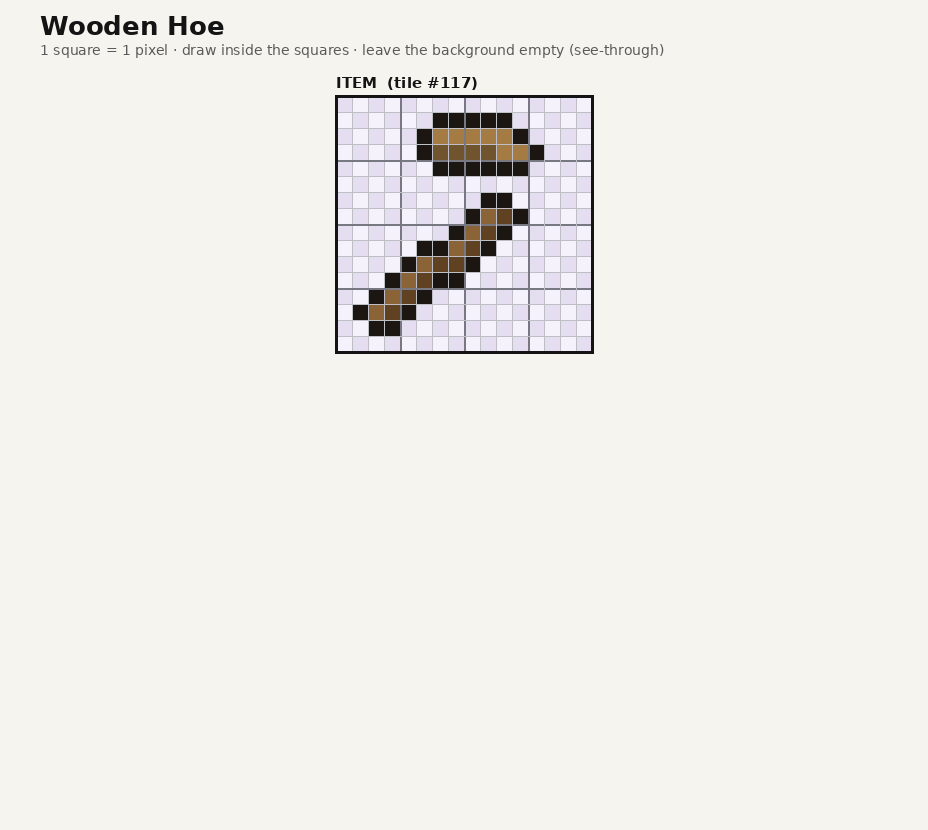 Wooden Hoe
1 square = 1 pixel · draw inside the squares · leave the background empty (see-through)
ITEM (tile #117)